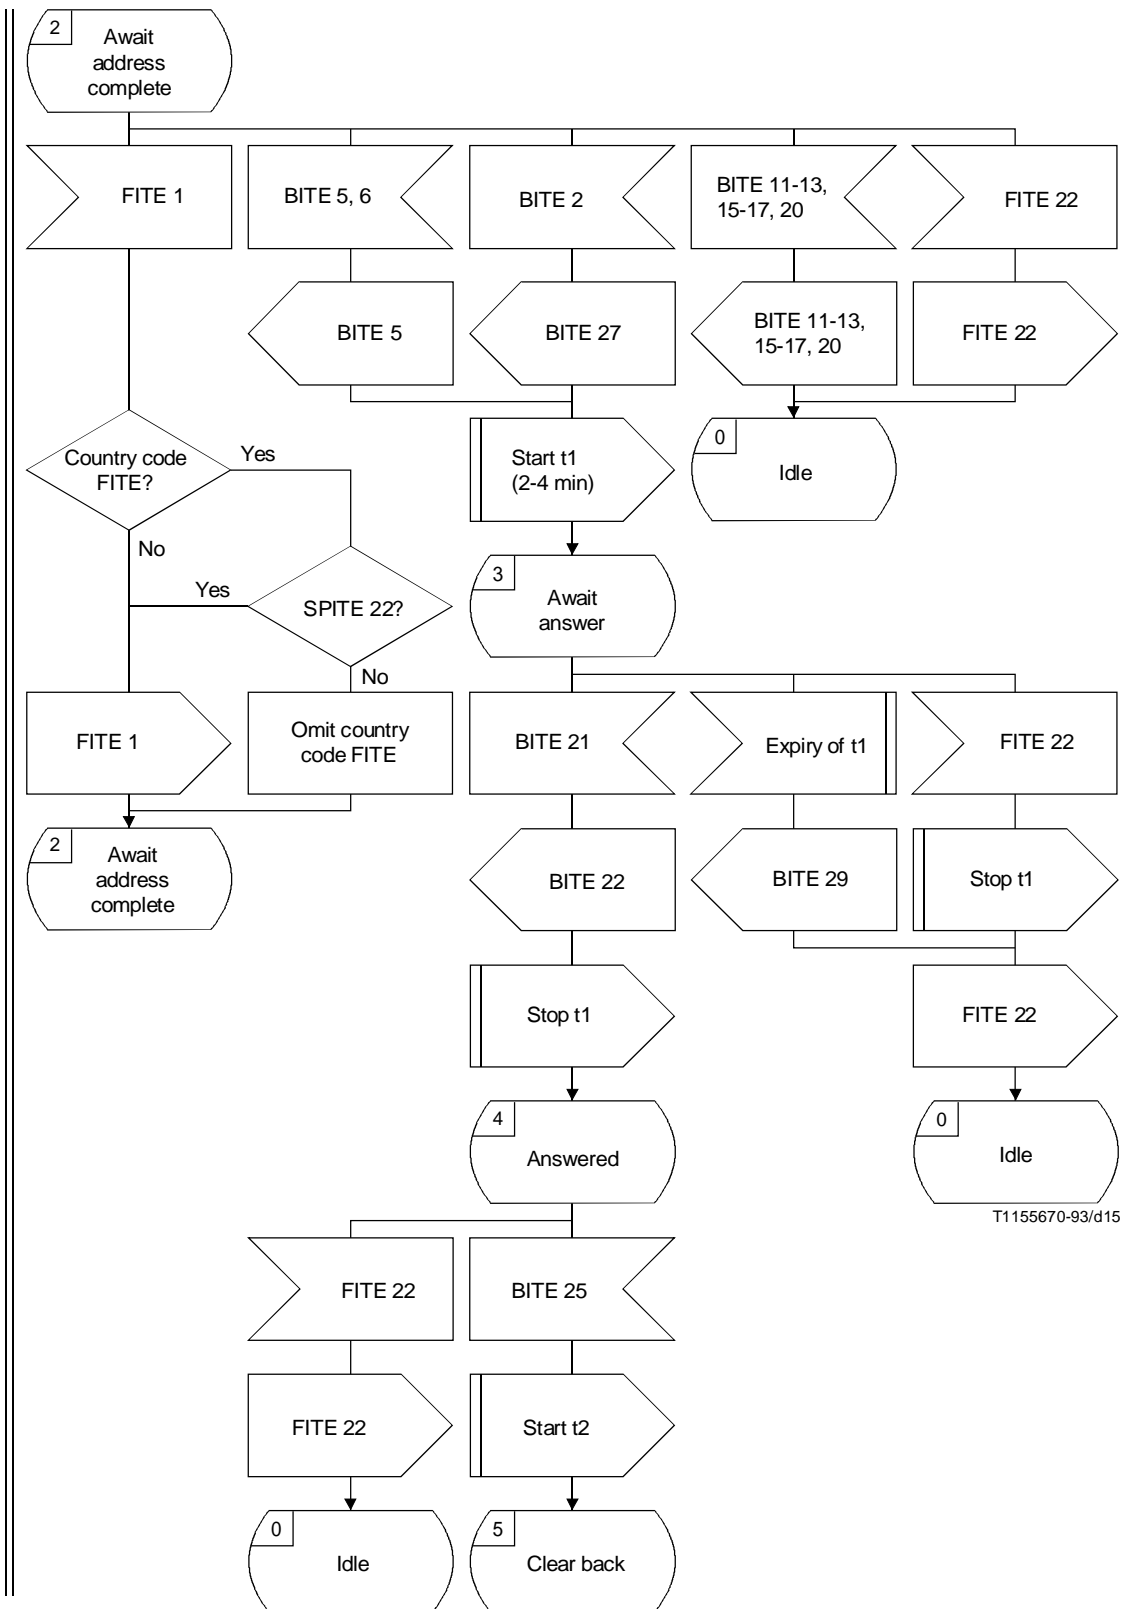 2
Await
address
complete
FITE 1
BITE 5, 6
BITE 2
BITE 11-13,
15-17, 20
FITE 22
BITE 5
BITE 27
BITE 11-13,
15-17, 20
FITE 22
Country code
FITE?
Yes
No
Start t1
(2-4 min)
0
Idle
SPITE 22?
Yes
No
3
Await
answer
FITE 1
Omit country
code FITE
BITE 21
Expiry of t1
FITE 22
2
Await
address
complete
BITE 22
BITE 29
Stop t1
Stop t1
FITE 22
4
Answered
0
Idle
T1155670-93/d15
FITE 22
BITE 25
FITE 22
Start t2
0
Idle
5
Clear back